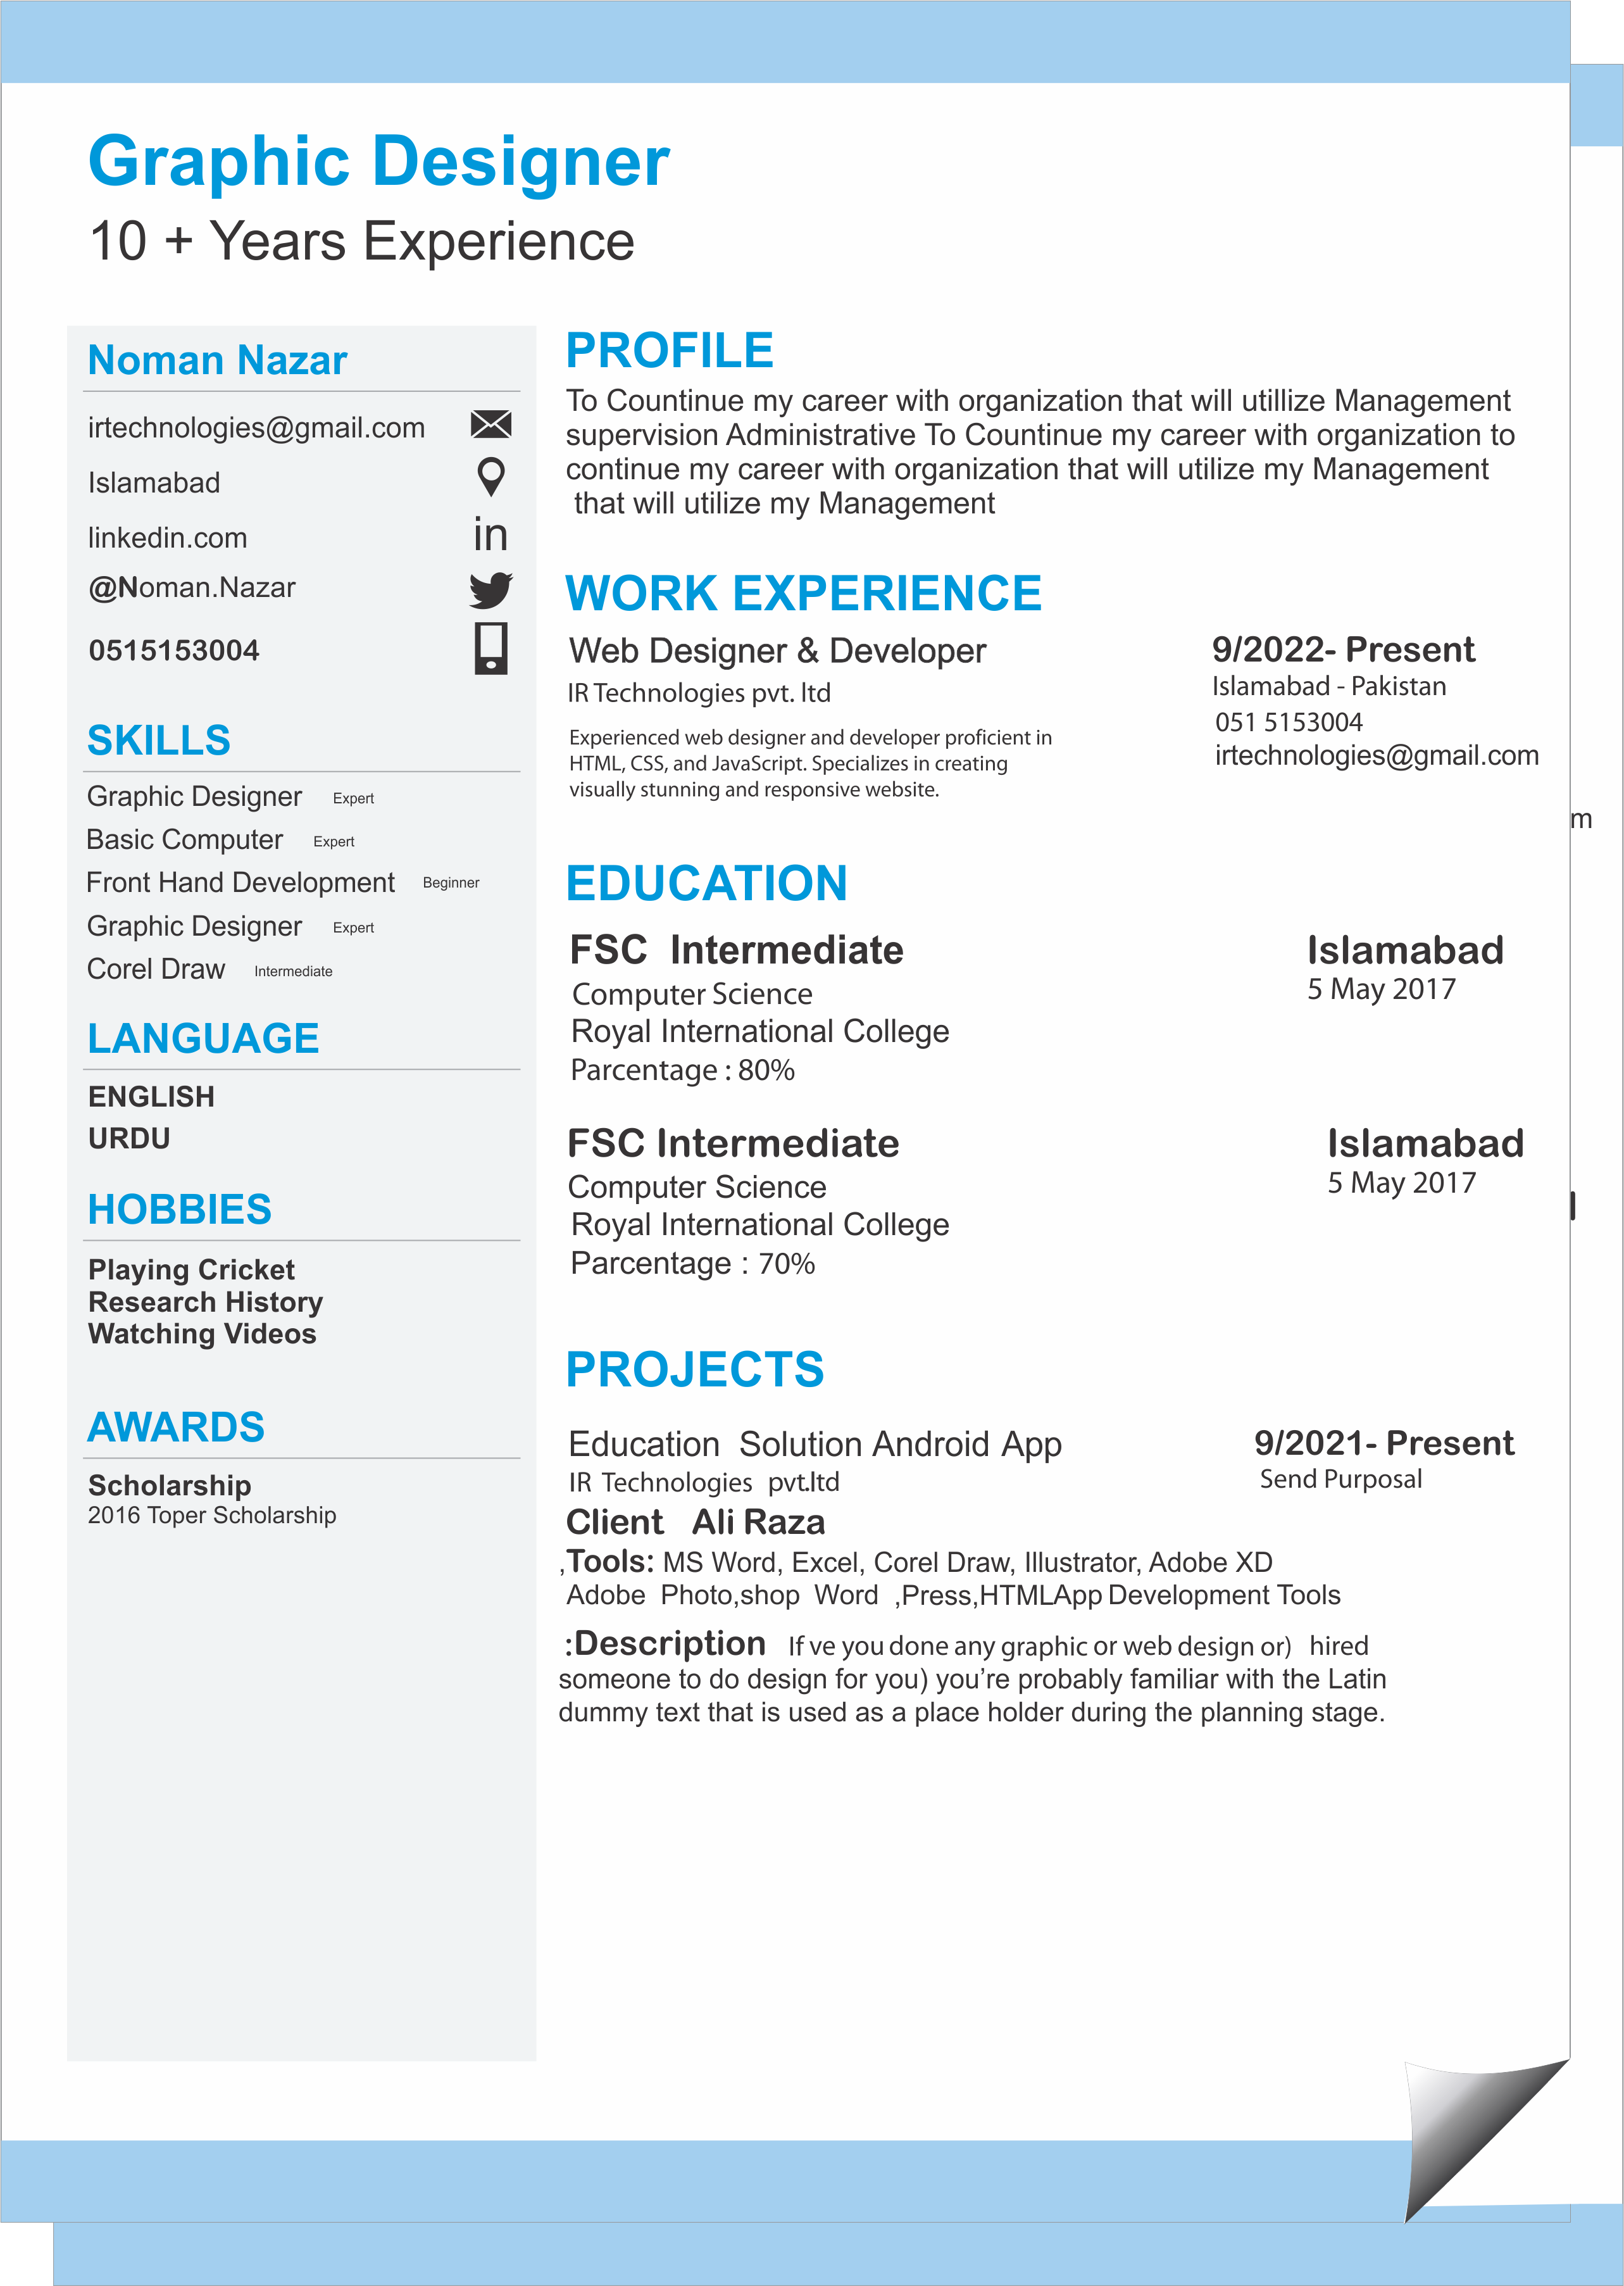 Graphic Designer
10 + Years Experience
Noman Nazar
irtechnologies@gmail.com
Islamabad
linkedin.com
in
@Noman.Nazar
0515153004
SKILLS
Graphic Designer Expert
Basic Computer Expert
Front Hand Development Beginner
Graphic Designer Expert
Corel Draw Intermediate
LANGUAGE
ENGLISH
URDU
HOBBIES
Playing Cricket
Research History
Watching Videos
AWARDS
Scholarship
2016 Toper Scholarship
PROFILE
To Countinue my career with organization that will utillize Management
supervision Administrative To Countinue my career with organization to
continue my career with organization that will utilize my Management
that will utilize my Management
WORK EXPERIENCE
Web Designer & Developer
IR Technologies pvt. ltd
Experienced web designer and developer proficient in
HTML, CSS, and JavaScript. Specializes in creating
visually stunning and responsive website.
9/2022- Present
Islamabad - Pakistan
051 5153004
irtechnologies@gmail.com
m
EDUCATION
FSC Intermediate
Computer Science
Royal International College
Parcentage : 80%
Islamabad
5 May 2017
FSC Intermediate
Computer Science
Royal International College
Parcentage : 70%
Islamabad
5 May 2017
PROJECTS
Education Solution Android App
IR Technologies pvt.ltd
9/2021- Present
Send Purposal
Client Ali Raza
,Tools: MS Word, Excel, Corel Draw, Illustrator, Adobe XD
Adobe Photo,shop Word ,Press,HTMLApp Development Tools
:Description If ve you done any graphic or web design or) hired
someone to do design for you) you’re probably familiar with the Latin
dummy text that is used as a place holder during the planning stage.